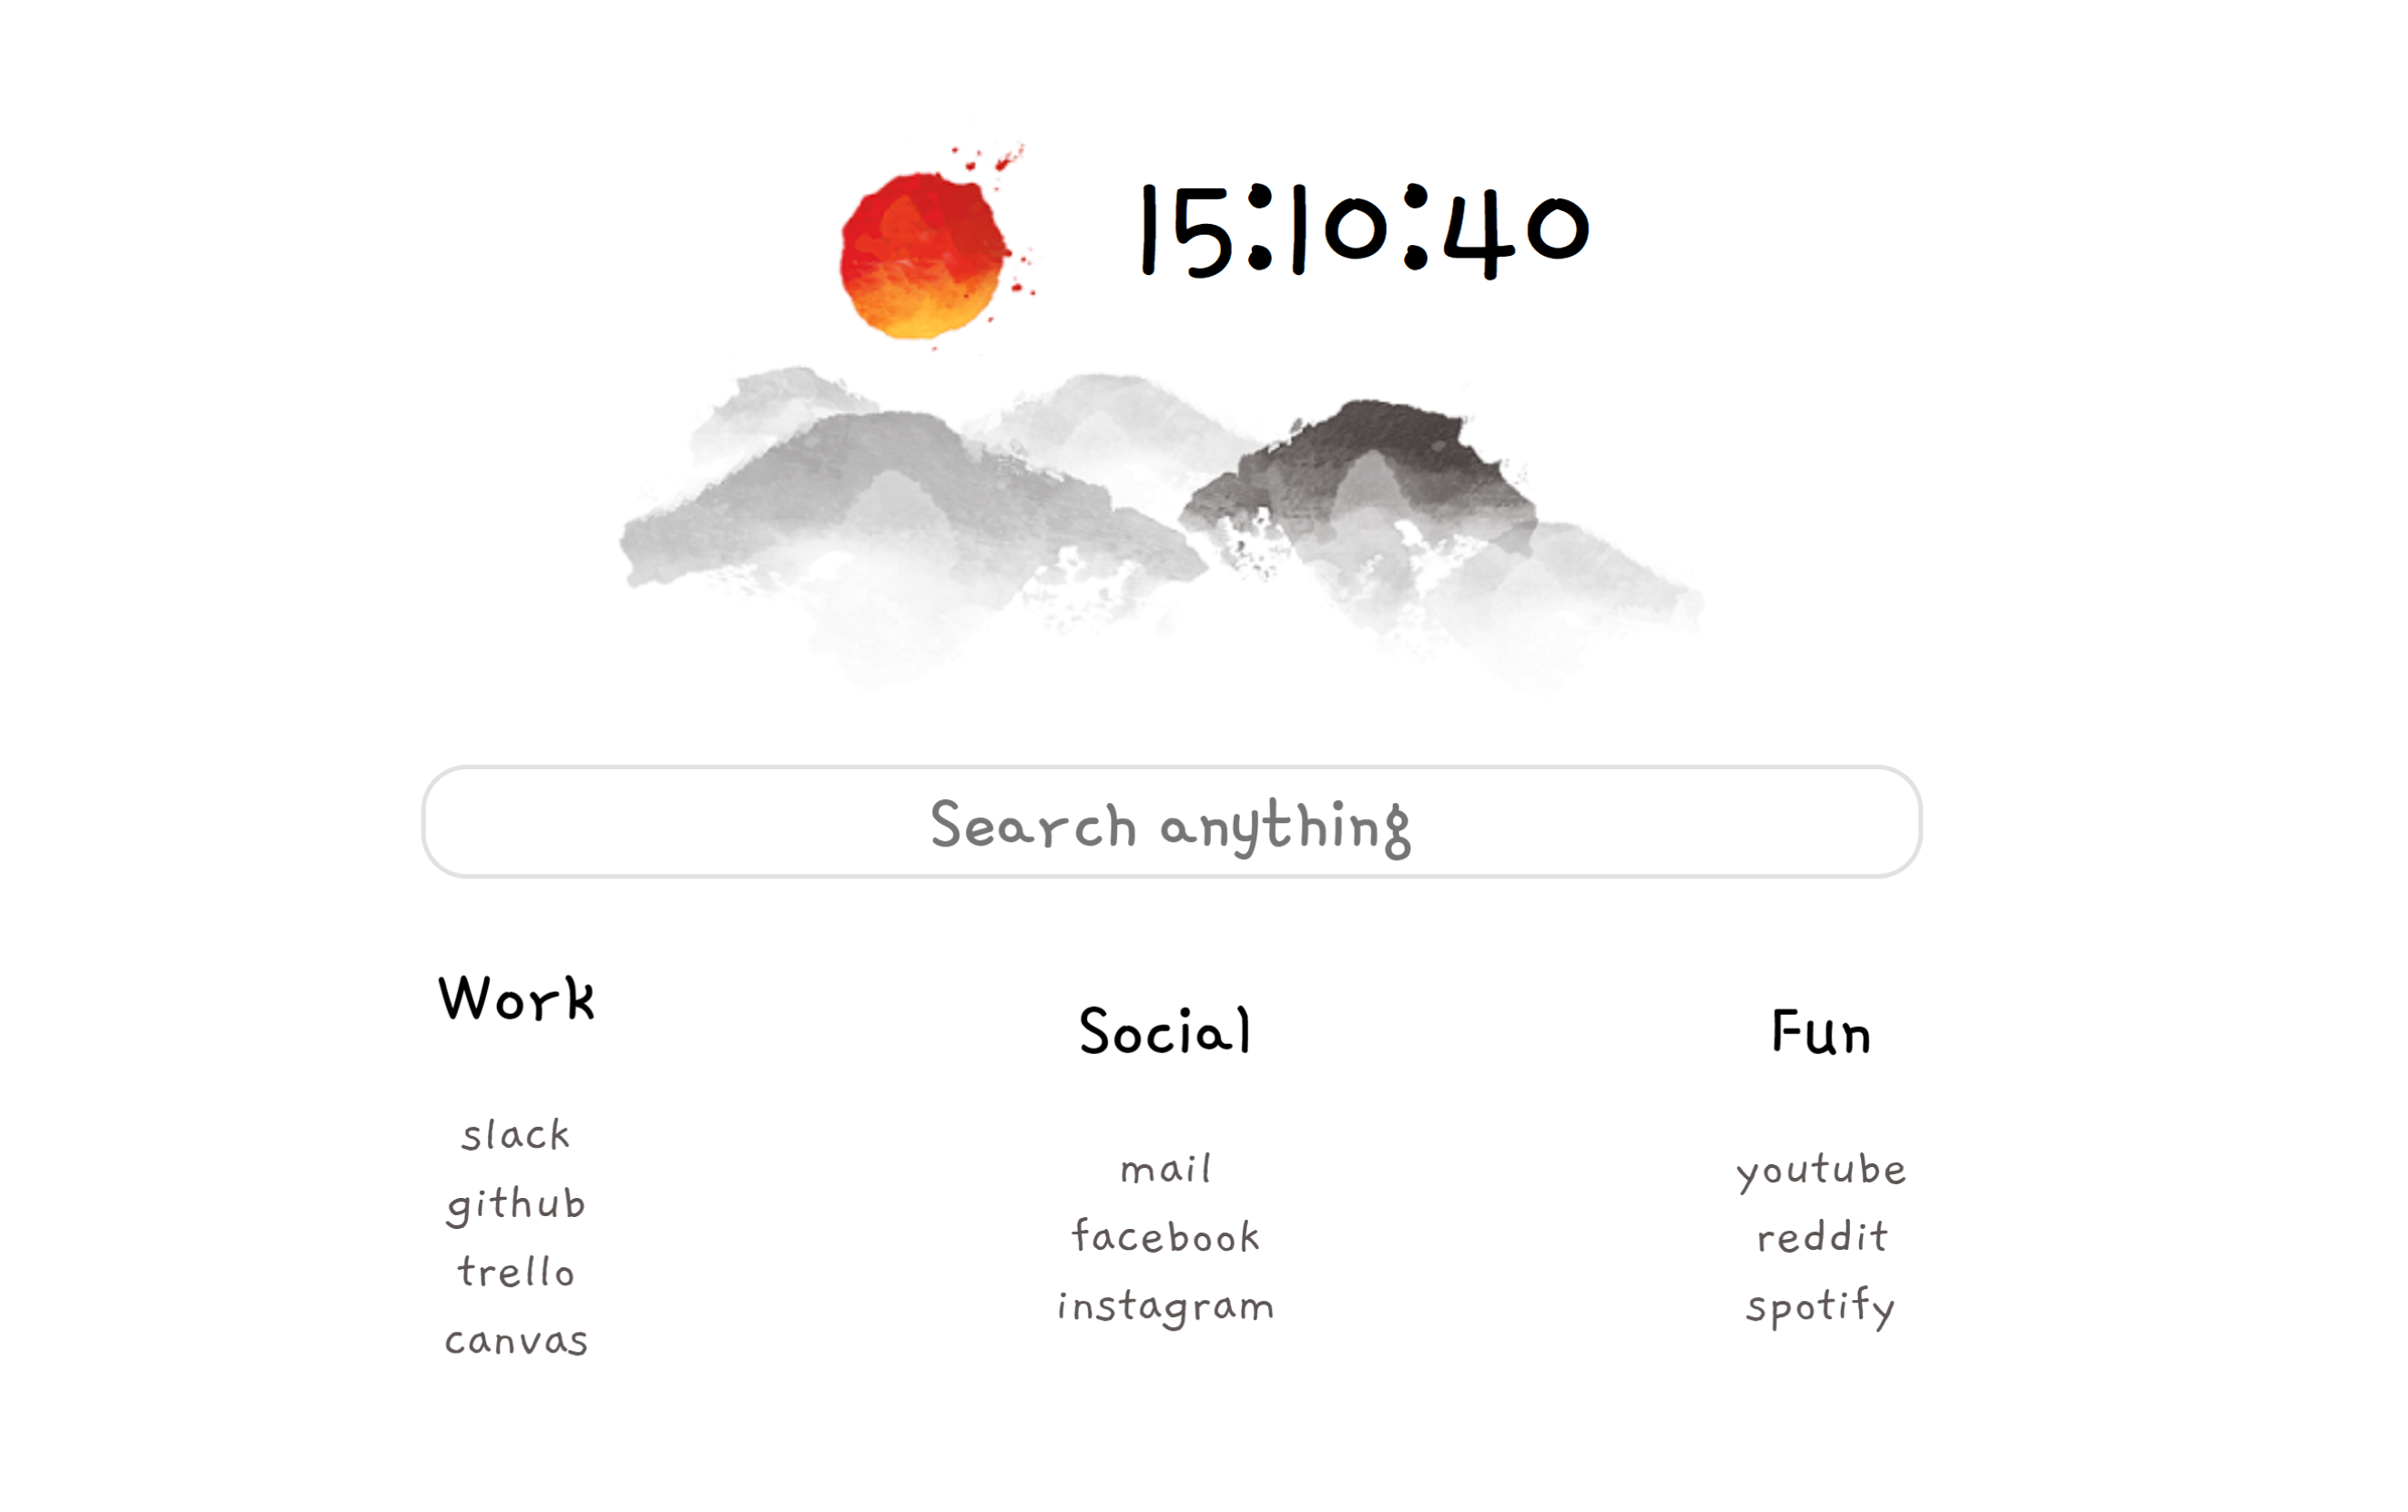 15:10:40
Search anything
Work
slack
github
trello
canvas
Social
mail
facebook
instagram
Fun
youtube
reddit
spotify